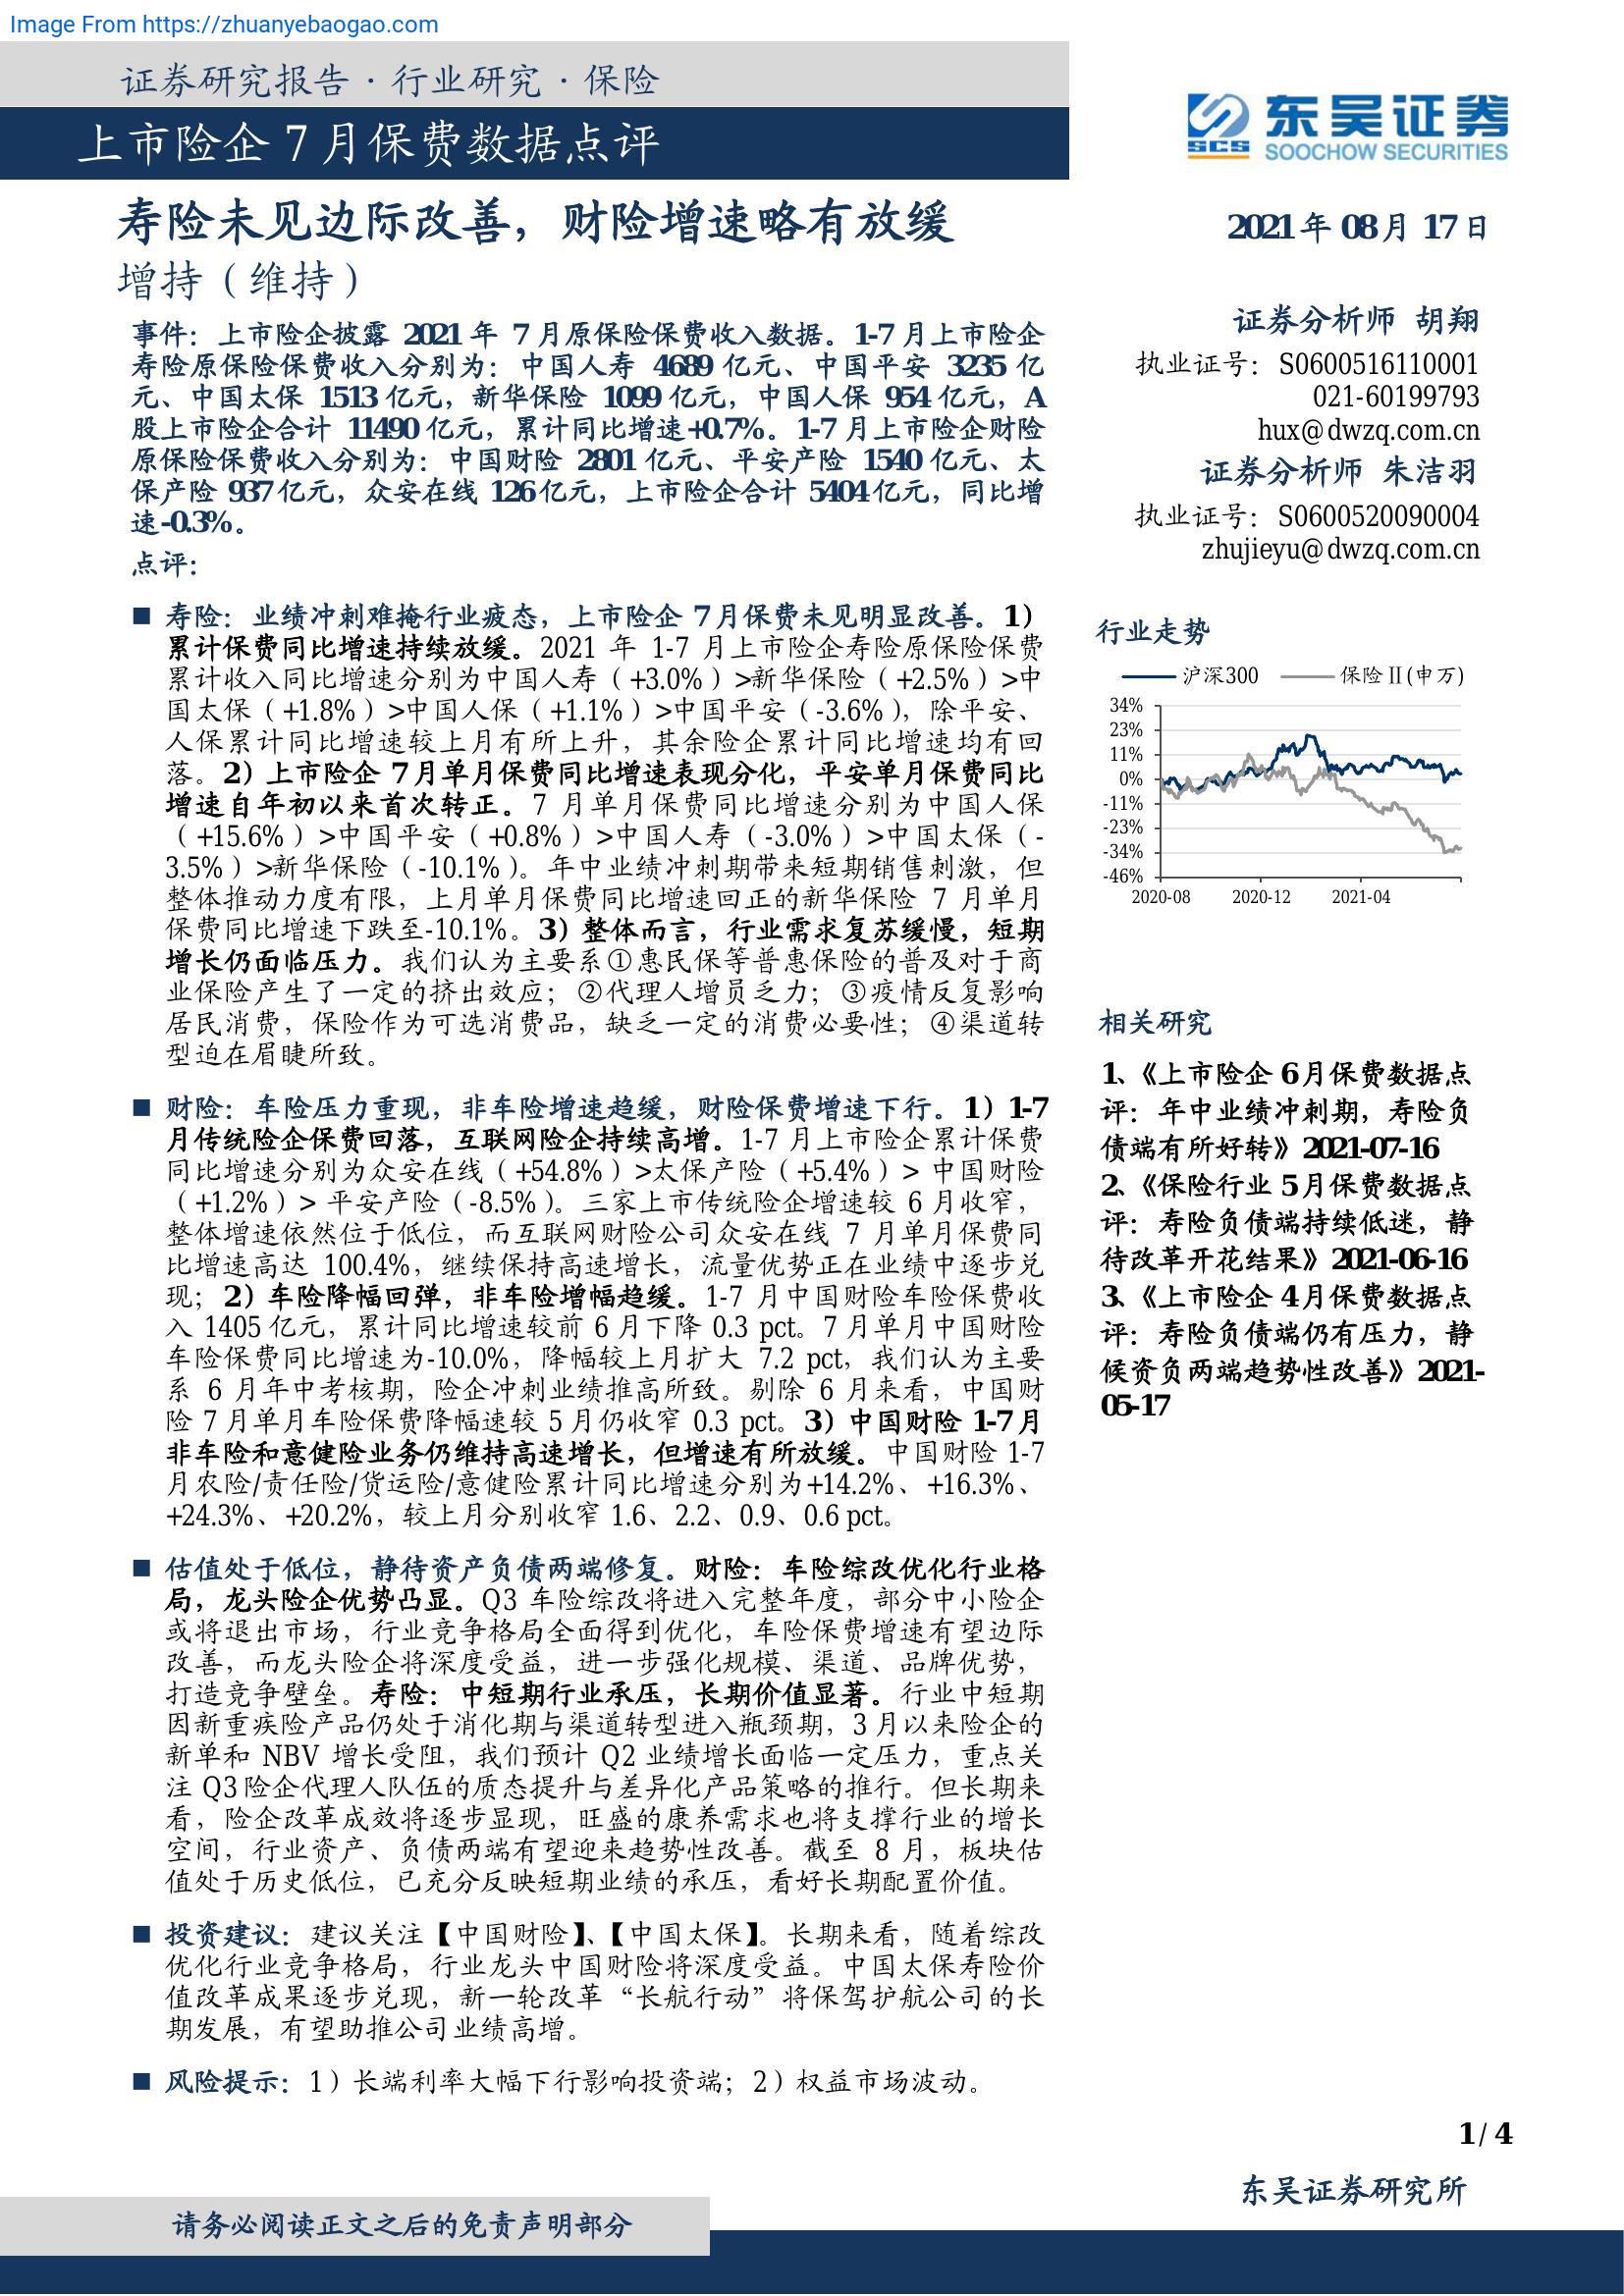 Image From https://zhuanyebaogao.com
证券研究报告·行业研究·保险
上市险企 7 月保费数据点评
SCS
东吴证券
SOOCHOW SECURITIES
寿险未见边际改善，财险增速略有放缓
增持（维持）
事件：上市险企披露 2021 年 7 月原保险保费收入数据。1-7 月上市险企
寿险原保险保费收入分别为：中国人寿 4689 亿元、中国平安 3235 亿
元、中国太保 1513 亿元，新华保险 1099 亿元，中国人保 954 亿元，A
股上市险企合计 11490 亿元，累计同比增速+0.7%。1-7 月上市险企财险
原保险保费收入分别为：中国财险 2801 亿元、平安产险 1540 亿元、太
保产险 937 亿元，众安在线 126 亿元，上市险企合计 5404 亿元，同比增
速-0.3%。
点评：
■ 寿险：业绩冲刺难掩行业疲态，上市险企 7 月保费未见明显改善。1）
累计保费同比增速持续放缓。2021 年 1-7 月上市险企寿险原保险保费
累计收入同比增速分别为中国人寿（+3.0%）>新华保险（+2.5%）>中
国太保（+1.8%）>中国人保（+1.1%）>中国平安（-3.6%），除平安、
人保累计同比增速较上月有所上升，其余险企累计同比增速均有回
落。2）上市险企 7 月单月保费同比增速表现分化，平安单月保费同比
增速自年初以来首次转正。7 月单月保费同比增速分别为中国人保
（+15.6%）>中国平安（+0.8%）>中国人寿（-3.0%）>中国太保（-
3.5%）>新华保险（-10.1%）。年中业绩冲刺期带来短期销售刺激，但
整体推动力度有限，上月单月保费同比增速回正的新华保险 7 月单月
保费同比增速下跌至-10.1%。3）整体而言，行业需求复苏缓慢，短期
增长仍面临压力。我们认为主要系①惠民保等普惠保险的普及对于商
业保险产生了一定的挤出效应；②代理人增员乏力；③疫情反复影响
居民消费，保险作为可选消费品，缺乏一定的消费必要性；④渠道转
型迫在眉睫所致。
■ 财险：车险压力重现，非车险增速趋缓，财险保费增速下行。1）1-7
月传统险企保费回落，互联网险企持续高增。1-7 月上市险企累计保费
同比增速分别为众安在线（+54.8%）>太保产险（+5.4%）> 中国财险
（+1.2%）> 平安产险（-8.5%）。三家上市传统险企增速较 6 月收窄，
整体增速依然位于低位，而互联网财险公司众安在线 7 月单月保费同
比增速高达 100.4%，继续保持高速增长，流量优势正在业绩中逐步兑
现；2）车险降幅回弹，非车险增幅趋缓。1-7 月中国财险车险保费收
入 1405 亿元，累计同比增速较前 6 月下降 0.3 pct。7 月单月中国财险
车险保费同比增速为-10.0%，降幅较上月扩大 7.2 pct，我们认为主要
系 6 月年中考核期，险企冲刺业绩推高所致。剔除 6 月来看，中国财
险 7 月单月车险保费降幅速较 5 月仍收窄 0.3 pct。3）中国财险 1-7 月
非车险和意健险业务仍维持高速增长，但增速有所放缓。中国财险 1-7
月农险/责任险/货运险/意健险累计同比增速分别为+14.2%、+16.3%、
+24.3%、+20.2%，较上月分别收窄 1.6、2.2、0.9、0.6 pct。
■ 估值处于低位，静待资产负债两端修复。财险：车险综改优化行业格
局，龙头险企优势凸显。Q3 车险综改将进入完整年度，部分中小险企
或将退出市场，行业竞争格局全面得到优化，车险保费增速有望边际
改善，而龙头险企将深度受益，进一步强化规模、渠道、品牌优势，
打造竞争壁垒。寿险：中短期行业承压，长期价值显著。行业中短期
因新重疾险产品仍处于消化期与渠道转型进入瓶颈期，3 月以来险企的
新单和 NBV 增长受阻，我们预计 Q2 业绩增长面临一定压力，重点关
注 Q3 险企代理人队伍的质态提升与差异化产品策略的推行。但长期来
看，险企改革成效将逐步显现，旺盛的康养需求也将支撑行业的增长
空间，行业资产、负债两端有望迎来趋势性改善。截至 8 月，板块估
值处于历史低位，已充分反映短期业绩的承压，看好长期配置价值。
■ 投资建议：建议关注【中国财险】、【中国太保】。长期来看，随着综改
优化行业竞争格局，行业龙头中国财险将深度受益。中国太保寿险价
值改革成果逐步兑现，新一轮改革“长航行动”将保驾护航公司的长
期发展，有望助推公司业绩高增。
■ 风险提示：1）长端利率大幅下行影响投资端；2）权益市场波动。
2021 年 08 月 17 日
证券分析师 胡翔
执业证号：S0600516110001
021-60199793
hux@dwzq.com.cn
证券分析师 朱洁羽
执业证号：S0600520090004
zhujieyu@dwzq.com.cn
行业走势
沪深300 保险Ⅱ(申万)
34%
23%
11%
0%
-11%
-23%
-34%
-46%
2020-08 2020-12 2021-04
相关研究
1、《上市险企 6 月保费数据点
评：年中业绩冲刺期，寿险负
债端有所好转》2021-07-16
2、《保险行业 5 月保费数据点
评：寿险负债端持续低迷，静
待改革开花结果》2021-06-16
3、《上市险企 4 月保费数据点
评：寿险负债端仍有压力，静
候资负两端趋势性改善》2021-
05-17
1 / 4
东吴证券研究所
请务必阅读正文之后的免责声明部分